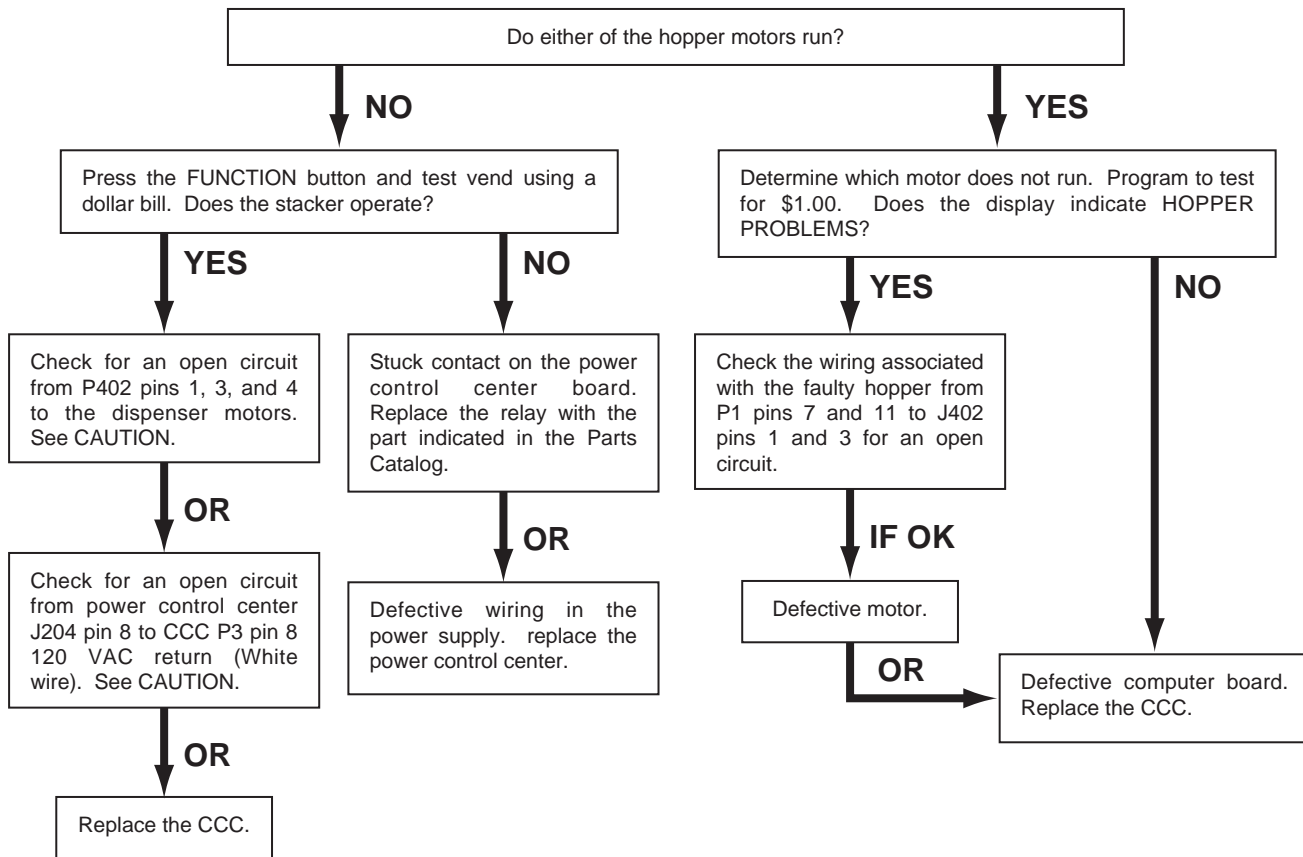 Do either of the hopper motors run?
NO
YES
Press the FUNCTION button and test vend using a
dollar bill. Does the stacker operate?
Determine which motor does not run. Program to test
for $1.00. Does the display indicate HOPPER
PROBLEMS?
YES
NO
YES
NO
Check for an open circuit
from P402 pins 1, 3, and 4
to the dispenser motors.
See CAUTION.
Stuck contact on the power
control center board.
Replace the relay with the
part indicated in the Parts
Catalog.
Check the wiring associated
with the faulty hopper from
P1 pins 7 and 11 to J402
pins 1 and 3 for an open
circuit.
OR
OR
IF OK
Check for an open circuit
from power control center
J204 pin 8 to CCC P3 pin 8
120 VAC return (White
wire). See CAUTION.
Defective wiring in the
power supply. replace the
power control center.
Defective motor.
OR
Defective computer board.
Replace the CCC.
OR
Replace the CCC.